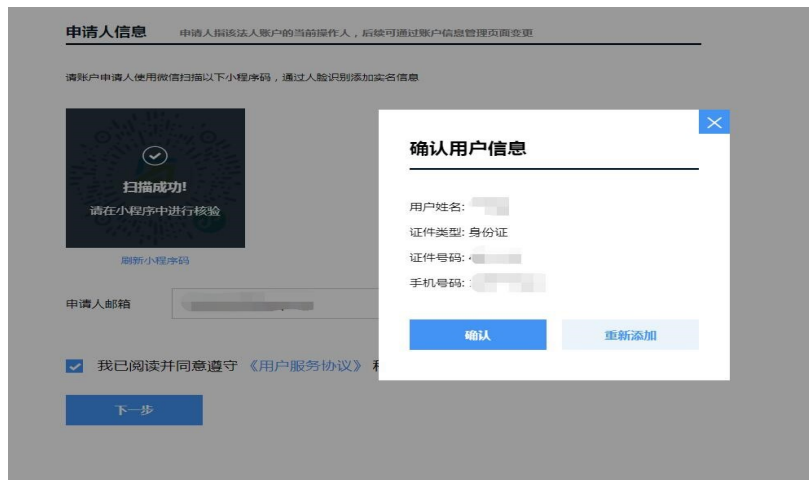 申请人信息 申请人指该法人账户的当前操作人，后续可通过账户信息管理页面变更
请账户申请人使用微信扫描以下小程序码，通过人脸识别添加实名信息
扫描成功!
请在小程序中进行核验
刷新小程序码
申请人邮箱
我已阅读并同意遵守 《用户服务协议》
下一步
确认用户信息
用户姓名:
证件类型: 身份证
证件号码:
手机号码:
确认 重新添加